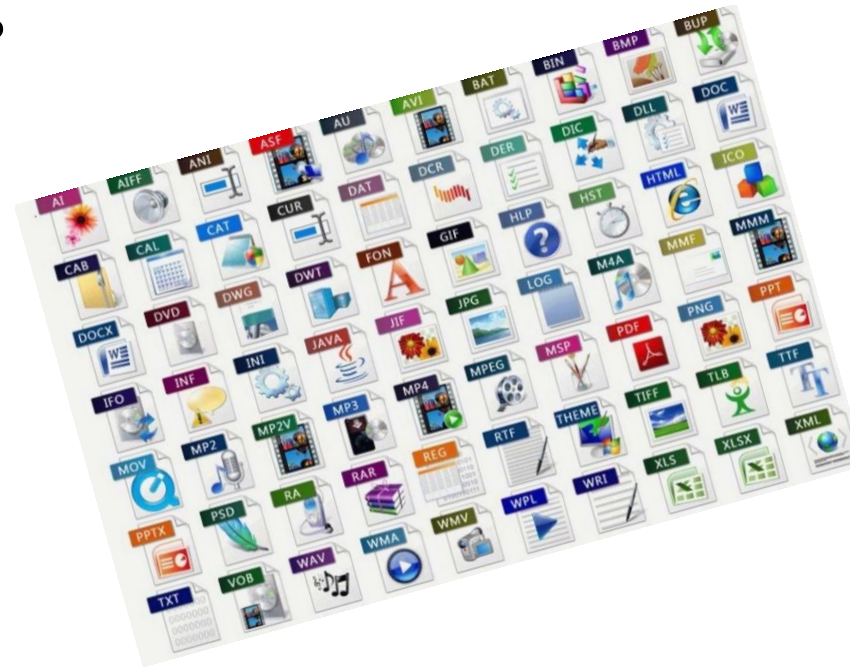 AI AIFF ANI ASF AU AVI BAT BIN BMP BUP
CAB CAL CAT CUR DAT DCR DER DIC DLL DOC
DOCX DVD DWG DWT FON GIF HLP HST HTML ICO
IFO INF INI JAVA JIF JPG LOG M4A MMF MMM
MOV MP2 MP2V MP3 MP4 MPEG MSP PDF PNG PPT
PPTX PSD RA RAR REG RTF THEME TIFF TLB TTF
TXT VOB WAV WMA WMV WPL WRI XLS XLSX XML